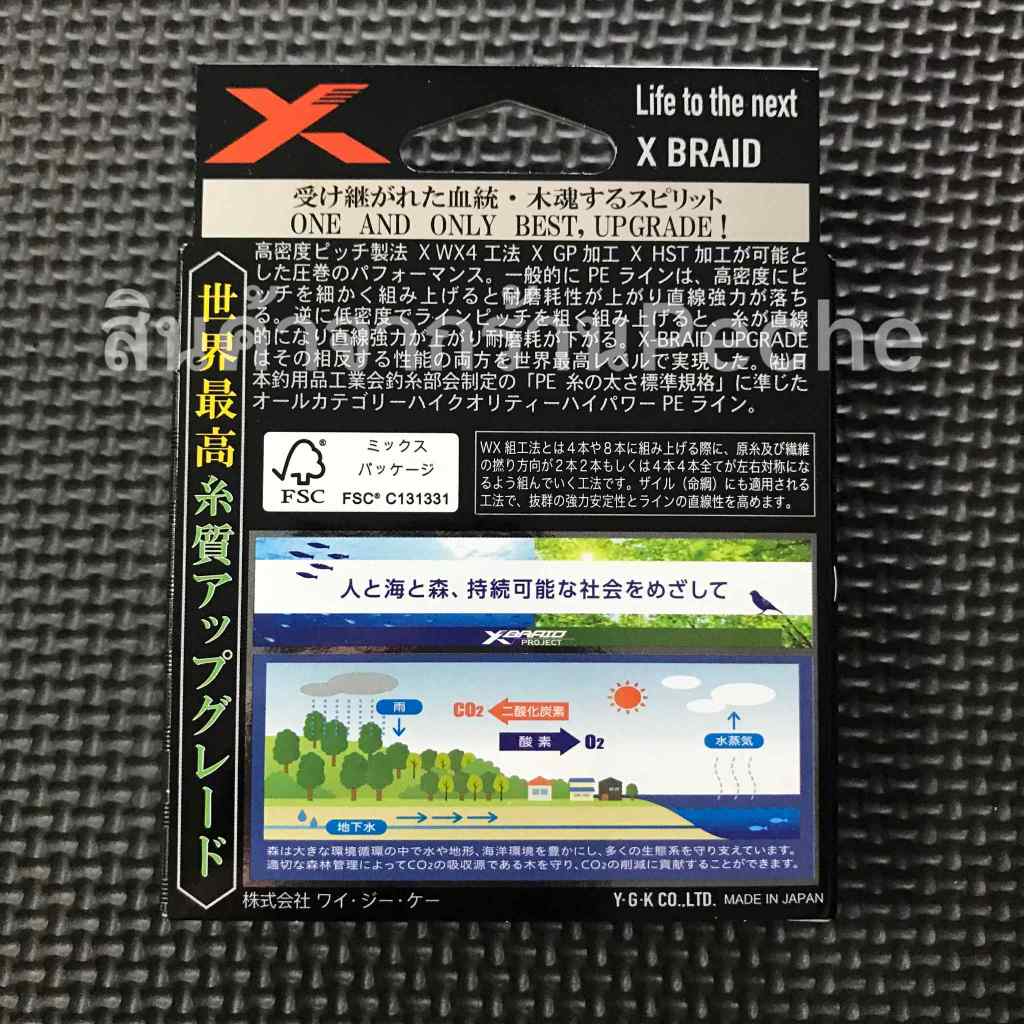 Life to the next
X BRAID
受け継がれた血統・木魂するスピリット
ONE AND ONLY BEST, UPGRADE!
世界最高糸質アップグレード
高密度ピッチ製法 X WX4 工法 X GP 加工 X HST 加工が可能と
した圧巻のパフォーマンス。一般的に PE ラインは、高密度にピ
ッチを細かく組み上げると耐磨耗性が上がり直線強力が落ち
る。逆に低密度でラインピッチを粗く組み上げると、糸が直線
的になり直線強力が上がり耐磨耗が下がる。X-BRAID UPGRADE
はその相反する性能の両方を世界最高レベルで実現した。㈳日
本釣用品工業会釣糸部会制定の「PE 糸の太さ標準規格」に準じた
オールカテゴリーハイクオリティーハイパワー PE ライン。
สินค้าจากร้าน Peche
FSC
ミックス
パッケージ
FSC® C131331
WX 組工法とは4本や8本に組み上げる際に、原糸及び繊維
の撚り方向が2本2本もしくは4本4本全てが左右対称にな
るよう組んでいく工法です。ザイル（命綱）にも適用される
工法で、抜群の強力安定性とラインの直線性を高めます。
人と海と森、持続可能な社会をめざして
X BRAID
PROJECT
雨
CO2 二酸化炭素
酸素 O2
水蒸気
地下水
森は大きな環境循環の中で水や地形、海洋環境を豊かにし、多くの生態系を守り支えています。
適切な森林管理によってCO2の吸収源である木を守り、CO2の削減に貢献することができます。
株式会社 ワイ・ジー・ケー
Y·G·K CO.,LTD. MADE IN JAPAN